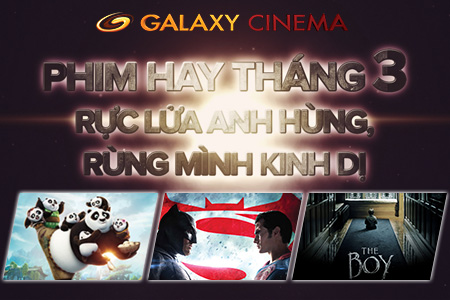 GALAXY CINEMA
PHIM HAY THÁNG 3
RỰC LỬA ANH HÙNG,
RÙNG MÌNH KINH DỊ
THE
BOY